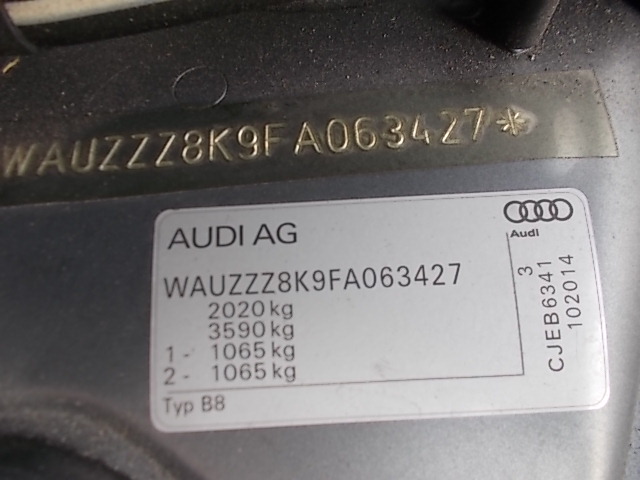 WAUZZZ8K9FA063427*
AUDI AG
Audi
WAUZZZ8K9FA063427
2020 kg
3590 kg
1 - 1065 kg
2 - 1065 kg
Typ B8
3
CJEB6341
102014